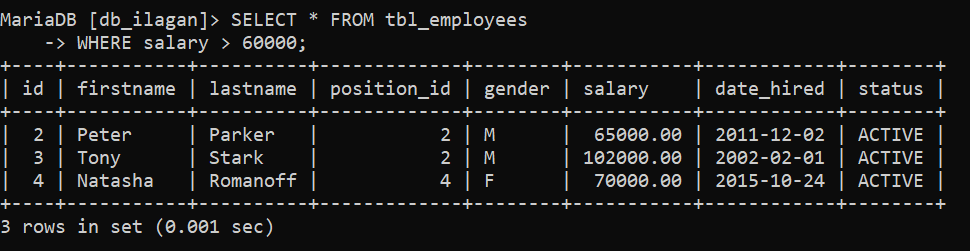 MariaDB [db_ilagan]> SELECT * FROM tbl_employees
    -> WHERE salary > 60000;
+----+-----------+----------+-------------+--------+-----------+------------+--------+
| id | firstname | lastname | position_id | gender | salary    | date_hired | status |
+----+-----------+----------+-------------+--------+-----------+------------+--------+
|  2 | Peter     | Parker   |           2 | M      |  65000.00 | 2011-12-02 | ACTIVE |
|  3 | Tony      | Stark    |           2 | M      | 102000.00 | 2002-02-01 | ACTIVE |
|  4 | Natasha   | Romanoff |           4 | F      |  70000.00 | 2015-10-24 | ACTIVE |
+----+-----------+----------+-------------+--------+-----------+------------+--------+
3 rows in set (0.001 sec)